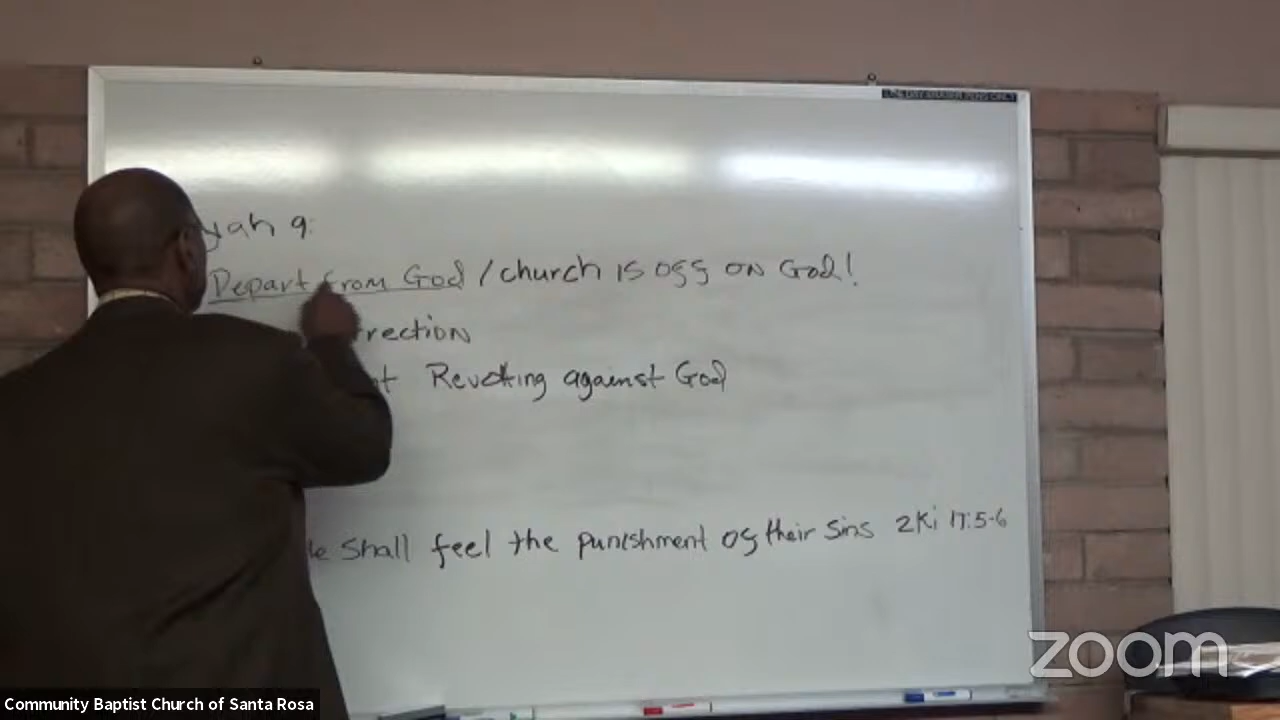 yah 9:
Depart from God / church is off on God!
rection
Revolting against God
shall feel the punishment of their sins 2Ki 17:5-6
zoom
Community Baptist Church of Santa Rosa